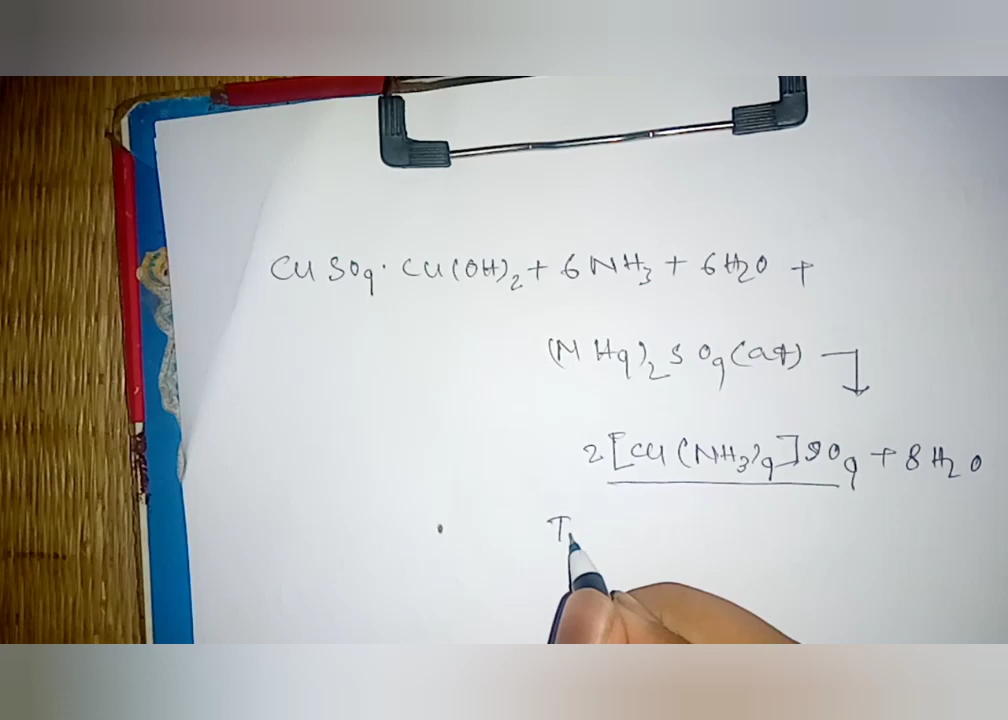 CuSO4. Cu(OH)2 + 6NH3 + 6H2O +
(NH4)2SO4(aq)
2[Cu(NH3)4]SO4 + 8H2O
T